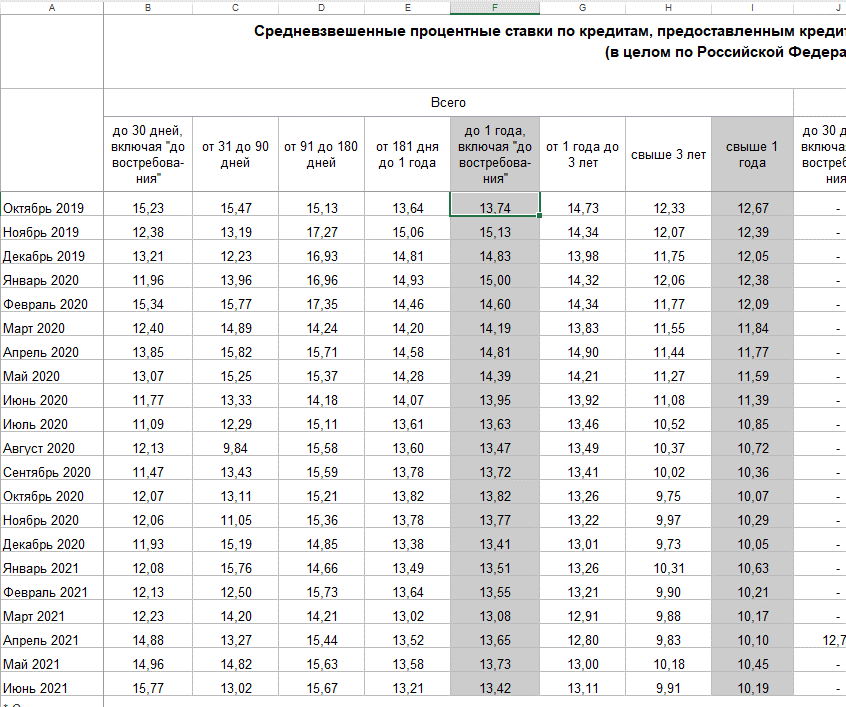 A B C D E F G H I J
Средневзвешенные процентные ставки по кредитам, предоставленным
(в целом по Российской
Всего
до 30 дней, включая "до востребова- ния" от 31 до 90 дней от 91 до 180 дней от 181 дня до 1 года до 1 года, включая "до востребова- ния" от 1 года до 3 лет свыше 3 лет свыше 1 года до 30
Октябрь 2019 15,23 15,47 15,13 13,64 13,74 14,73 12,33 12,67 -
Ноябрь 2019 12,38 13,19 17,27 15,06 15,13 14,34 12,07 12,39 -
Декабрь 2019 13,21 12,23 16,93 14,81 14,83 13,98 11,75 12,05 -
Январь 2020 11,96 13,96 16,96 14,93 15,00 14,32 12,06 12,38 -
Февраль 2020 15,34 15,77 17,35 14,46 14,60 14,34 11,77 12,09 -
Март 2020 12,40 14,89 14,24 14,20 14,19 13,83 11,55 11,84 -
Апрель 2020 13,85 15,82 15,71 14,58 14,81 14,90 11,44 11,77 -
Май 2020 13,07 15,25 15,37 14,28 14,39 14,21 11,27 11,59 -
Июнь 2020 11,77 13,33 14,18 14,07 13,95 13,92 11,08 11,39 -
Июль 2020 11,09 12,29 15,11 13,61 13,63 13,46 10,52 10,85 -
Август 2020 12,13 9,84 15,58 13,60 13,47 13,49 10,37 10,72 -
Сентябрь 2020 11,47 13,43 15,59 13,78 13,72 13,41 10,02 10,36 -
Октябрь 2020 12,07 13,11 15,21 13,82 13,82 13,26 9,75 10,07 -
Ноябрь 2020 12,06 11,05 15,36 13,78 13,77 13,22 9,97 10,29 -
Декабрь 2020 11,93 15,19 14,85 13,38 13,41 13,01 9,73 10,05 -
Январь 2021 12,08 15,76 14,66 13,49 13,51 13,26 10,31 10,63 -
Февраль 2021 12,13 12,50 15,73 13,64 13,55 13,21 9,90 10,21 -
Март 2021 12,23 14,20 14,21 13,02 13,08 12,91 9,88 10,17 -
Апрель 2021 14,88 13,27 15,44 13,52 13,65 12,80 9,83 10,10 12,7
Май 2021 14,96 14,82 15,63 13,58 13,73 13,00 10,18 10,45 -
Июнь 2021 15,77 13,02 15,67 13,21 13,42 13,11 9,91 10,19 -